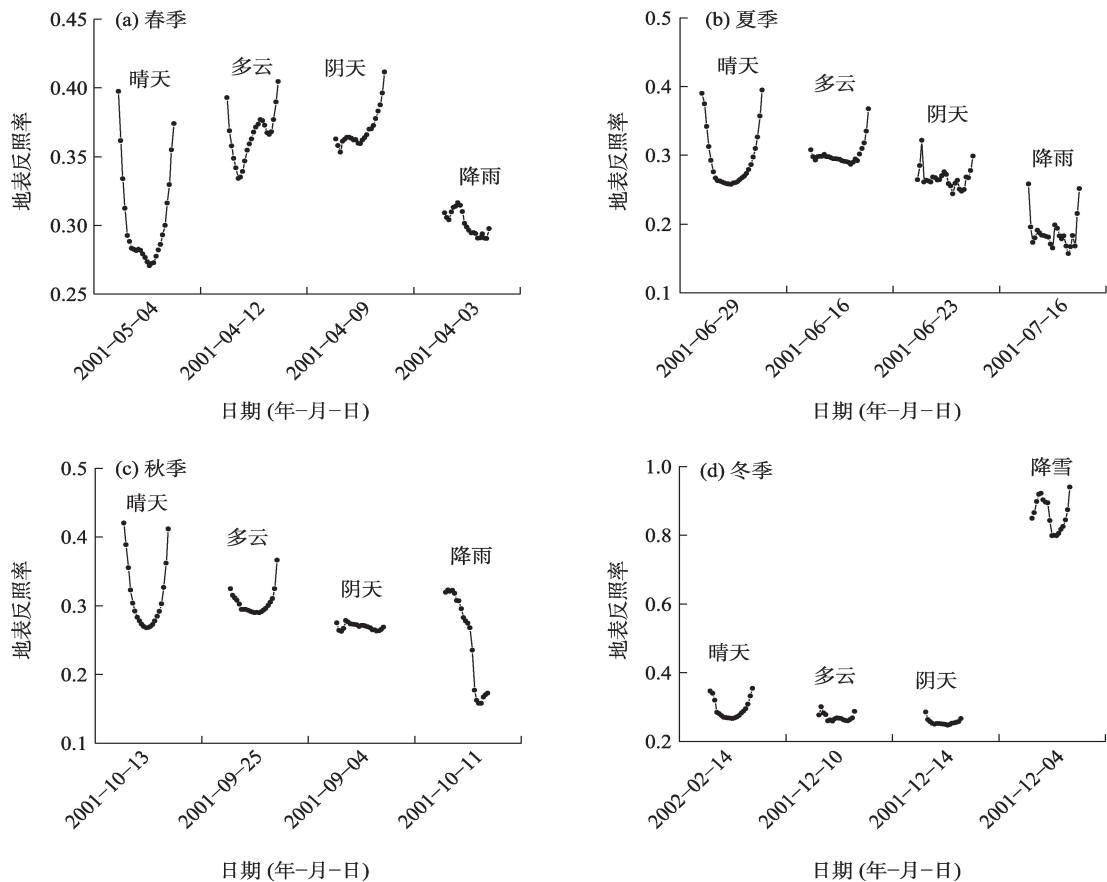 (a) 春季
0.45
0.40
0.35
0.30
0.25
地表反照率
晴天
多云
阴天
降雨
2001−05−04
2001−04−12
2001−04−09
2001−04−03
日期 (年−月−日)
(b) 夏季
0.5
0.4
0.3
0.2
0.1
地表反照率
晴天
多云
阴天
降雨
2001−06−29
2001−06−16
2001−06−23
2001−07−16
日期 (年−月−日)
(c) 秋季
0.5
0.4
0.3
0.2
0.1
地表反照率
晴天
多云
阴天
降雨
2001−10−13
2001−09−25
2001−09−04
2001−10−11
日期 (年−月−日)
(d) 冬季
1.0
0.8
0.6
0.4
0.2
地表反照率
晴天
多云
阴天
降雪
2002−02−14
2001−12−10
2001−12−14
2001−12−04
日期 (年−月−日)